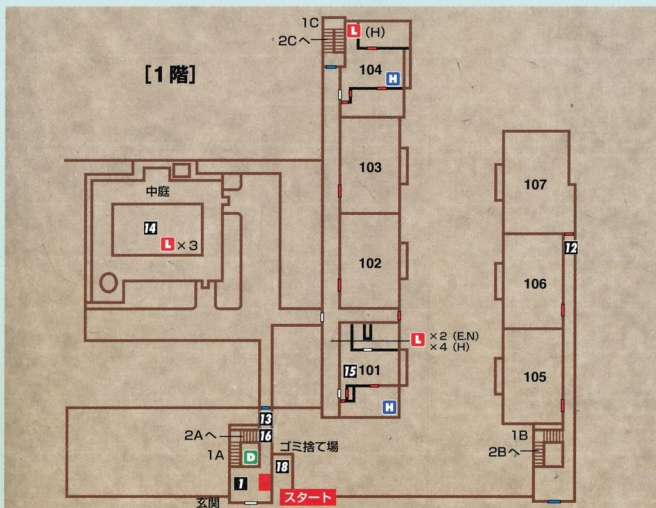 1C
2Cへ
L (H)
[1階]
104
H
103
107
中庭
14
L ×3
12
102
106
L ×2 (E.N)
×4 (H)
15
101
105
H
13
2Aへ
16
ゴミ捨て場
1B
1A
D
2Bへ
18
1
スタート
玄関